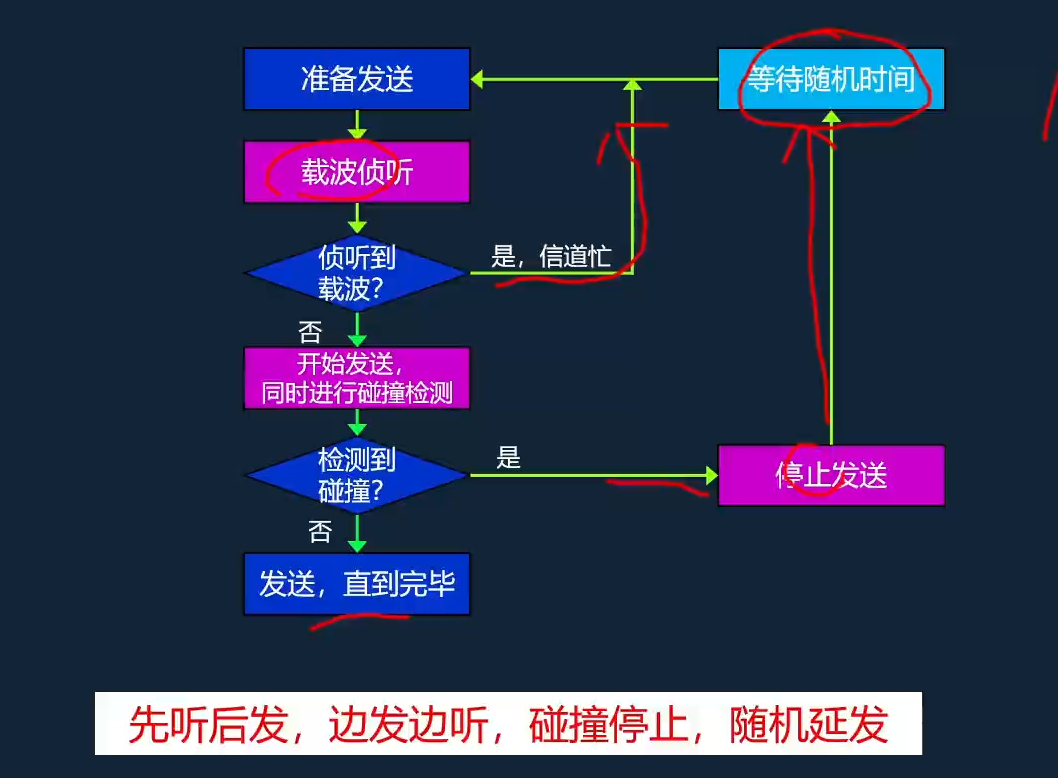 准备发送
等待随机时间
载波侦听
侦听到
载波?
是，信道忙
否
开始发送，
同时进行碰撞检测
检测到
碰撞?
是
停止发送
否
发送，直到完毕
先听后发，边发边听，碰撞停止，随机延发